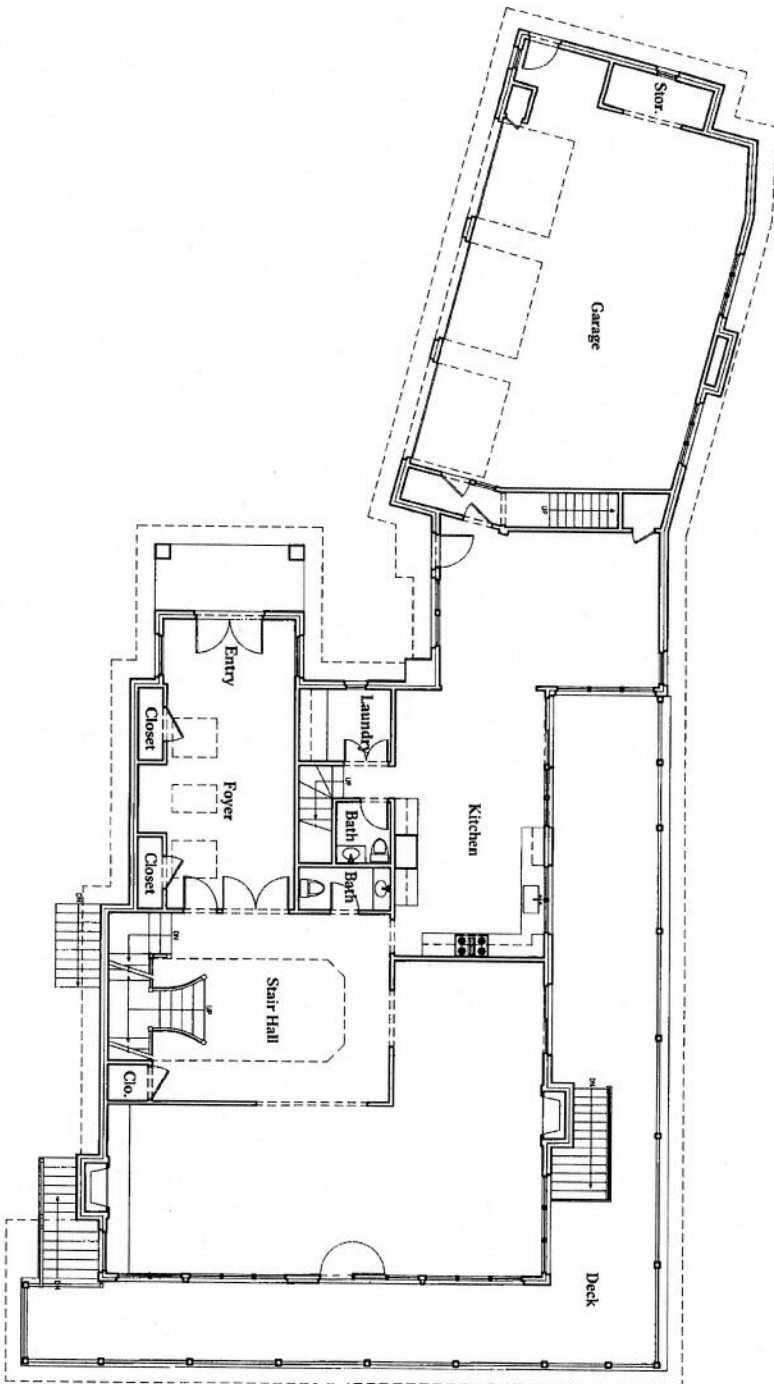 Stor.
Garage
UP
Entry
Closet
Laundry
Foyer
UP
Bath
Kitchen
Closet
Bath
DN
DN
Stair Hall
UP
Clo.
DN
Deck